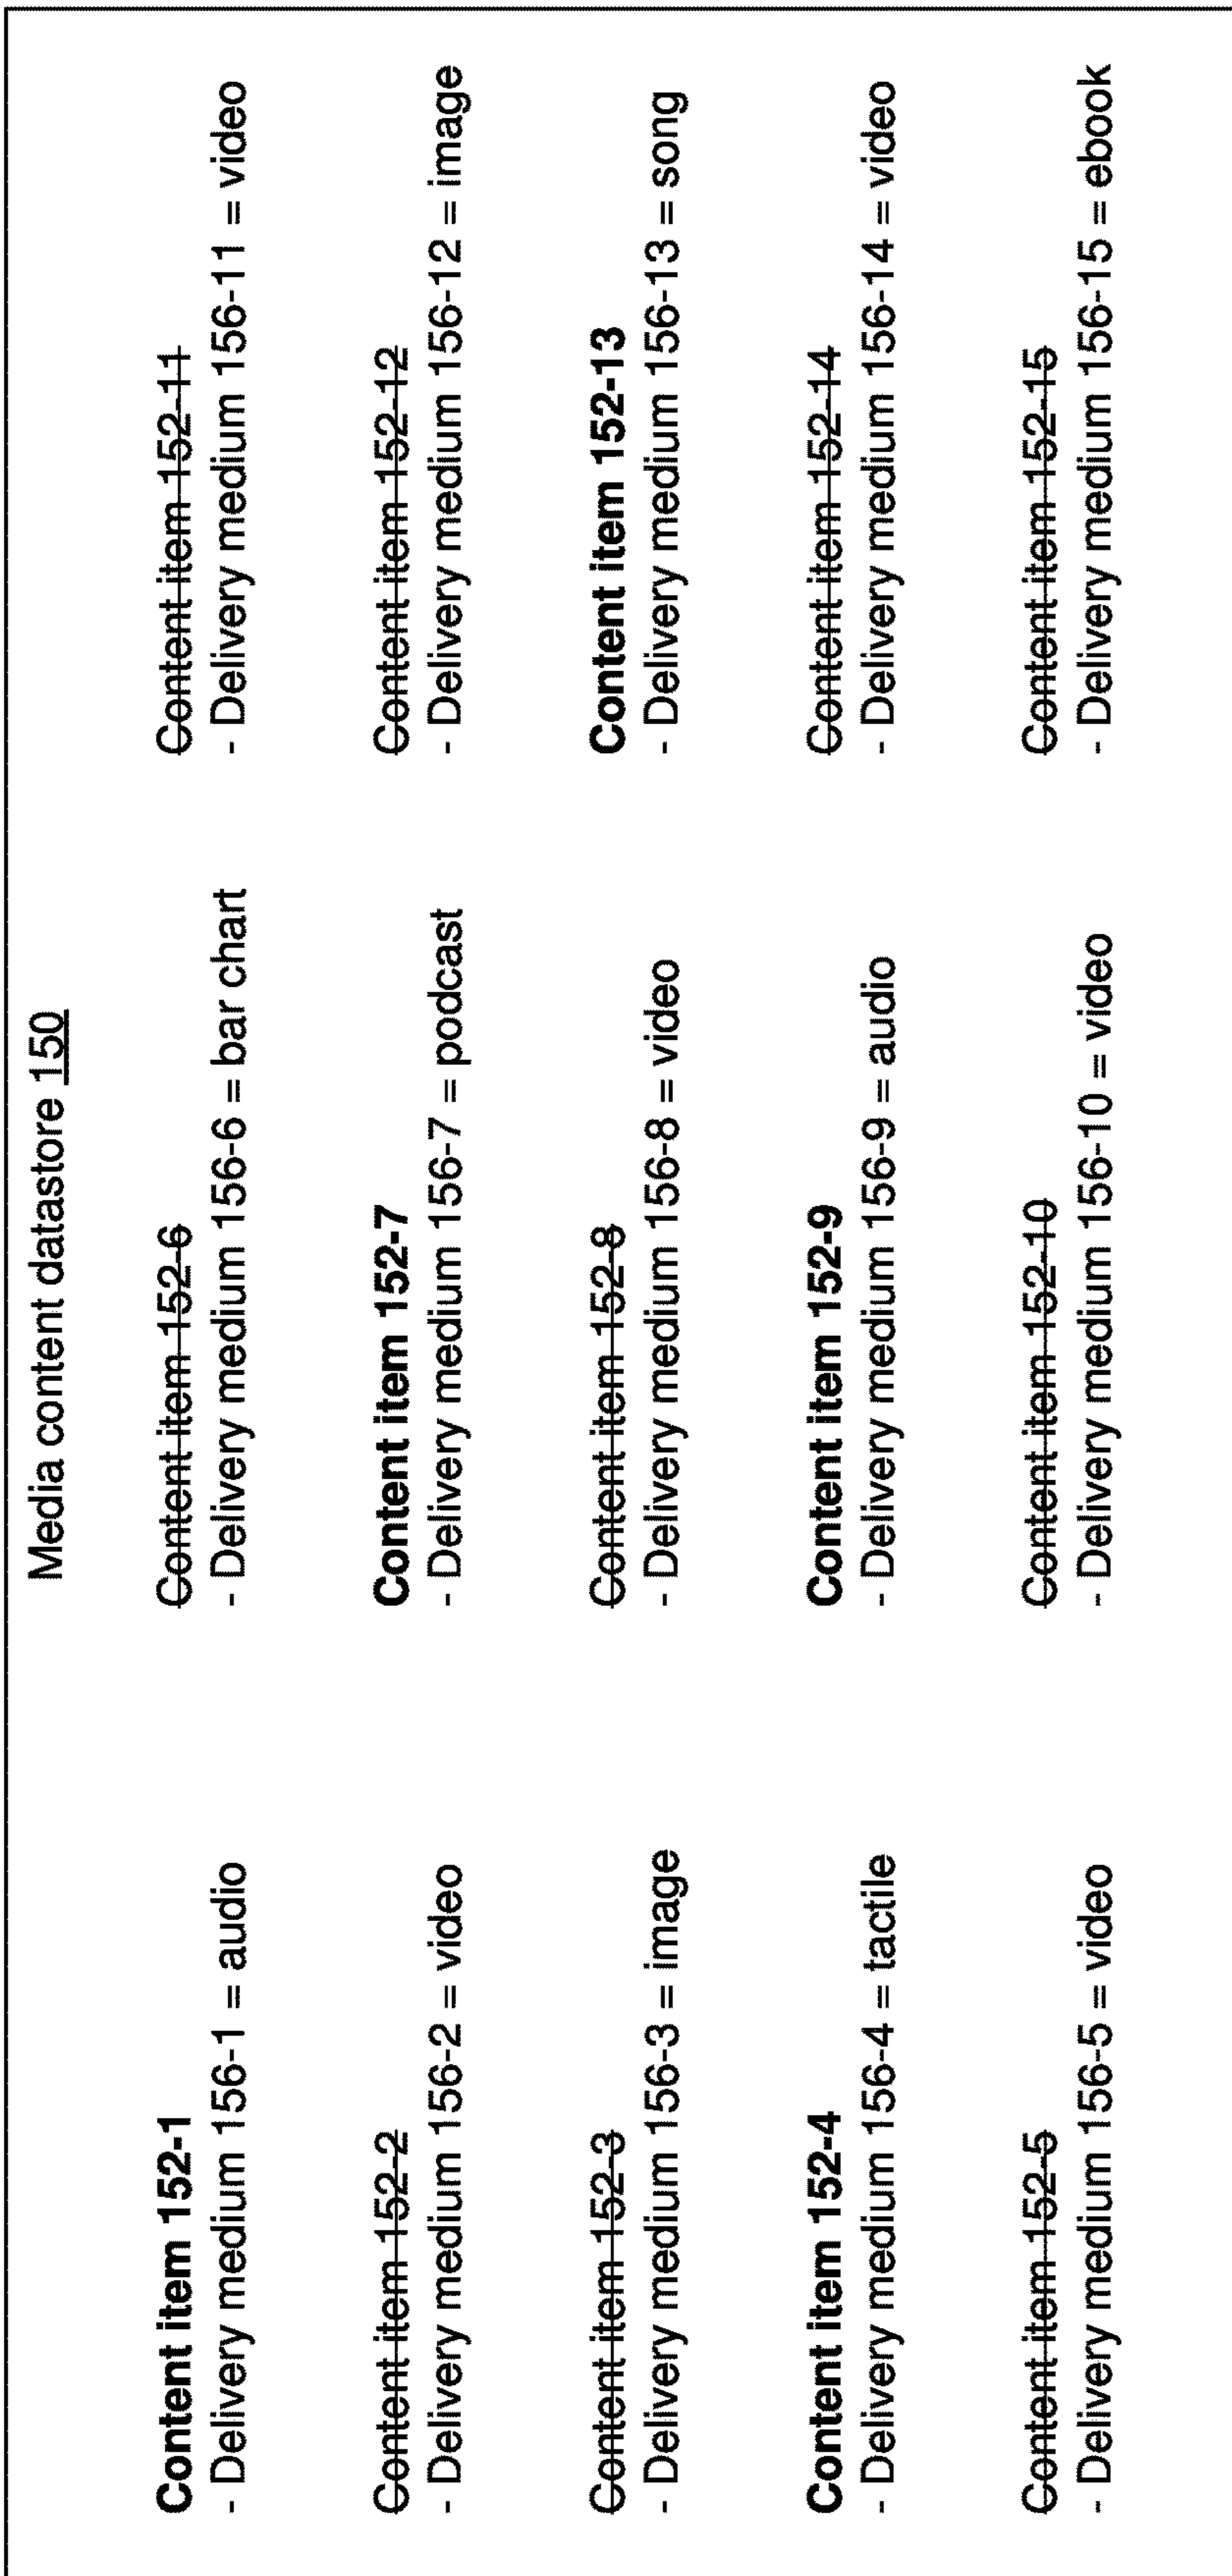 Media content datastore 150
Content item 152-1
- Delivery medium 156-1 = audio
Content item 152-2
- Delivery medium 156-2 = video
Content item 152-3
- Delivery medium 156-3 = image
Content item 152-4
- Delivery medium 156-4 = tactile
Content item 152-5
- Delivery medium 156-5 = video
Content item 152-6
- Delivery medium 156-6 = bar chart
Content item 152-7
- Delivery medium 156-7 = podcast
Content item 152-8
- Delivery medium 156-8 = video
Content item 152-9
- Delivery medium 156-9 = audio
Content item 152-10
- Delivery medium 156-10 = video
Content item 152-11
- Delivery medium 156-11 = video
Content item 152-12
- Delivery medium 156-12 = image
Content item 152-13
- Delivery medium 156-13 = song
Content item 152-14
- Delivery medium 156-14 = video
Content item 152-15
- Delivery medium 156-15 = ebook